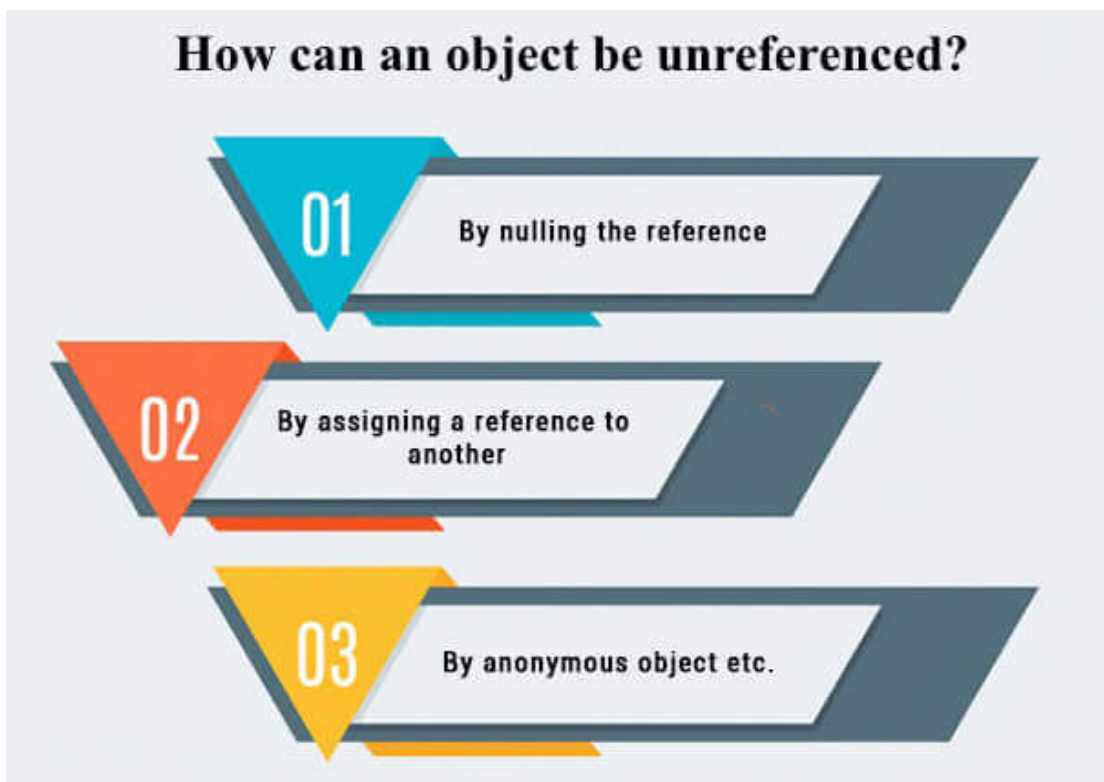 How can an object be unreferenced?
01
By nulling the reference
02
By assigning a reference to
another
03
By anonymous object etc.